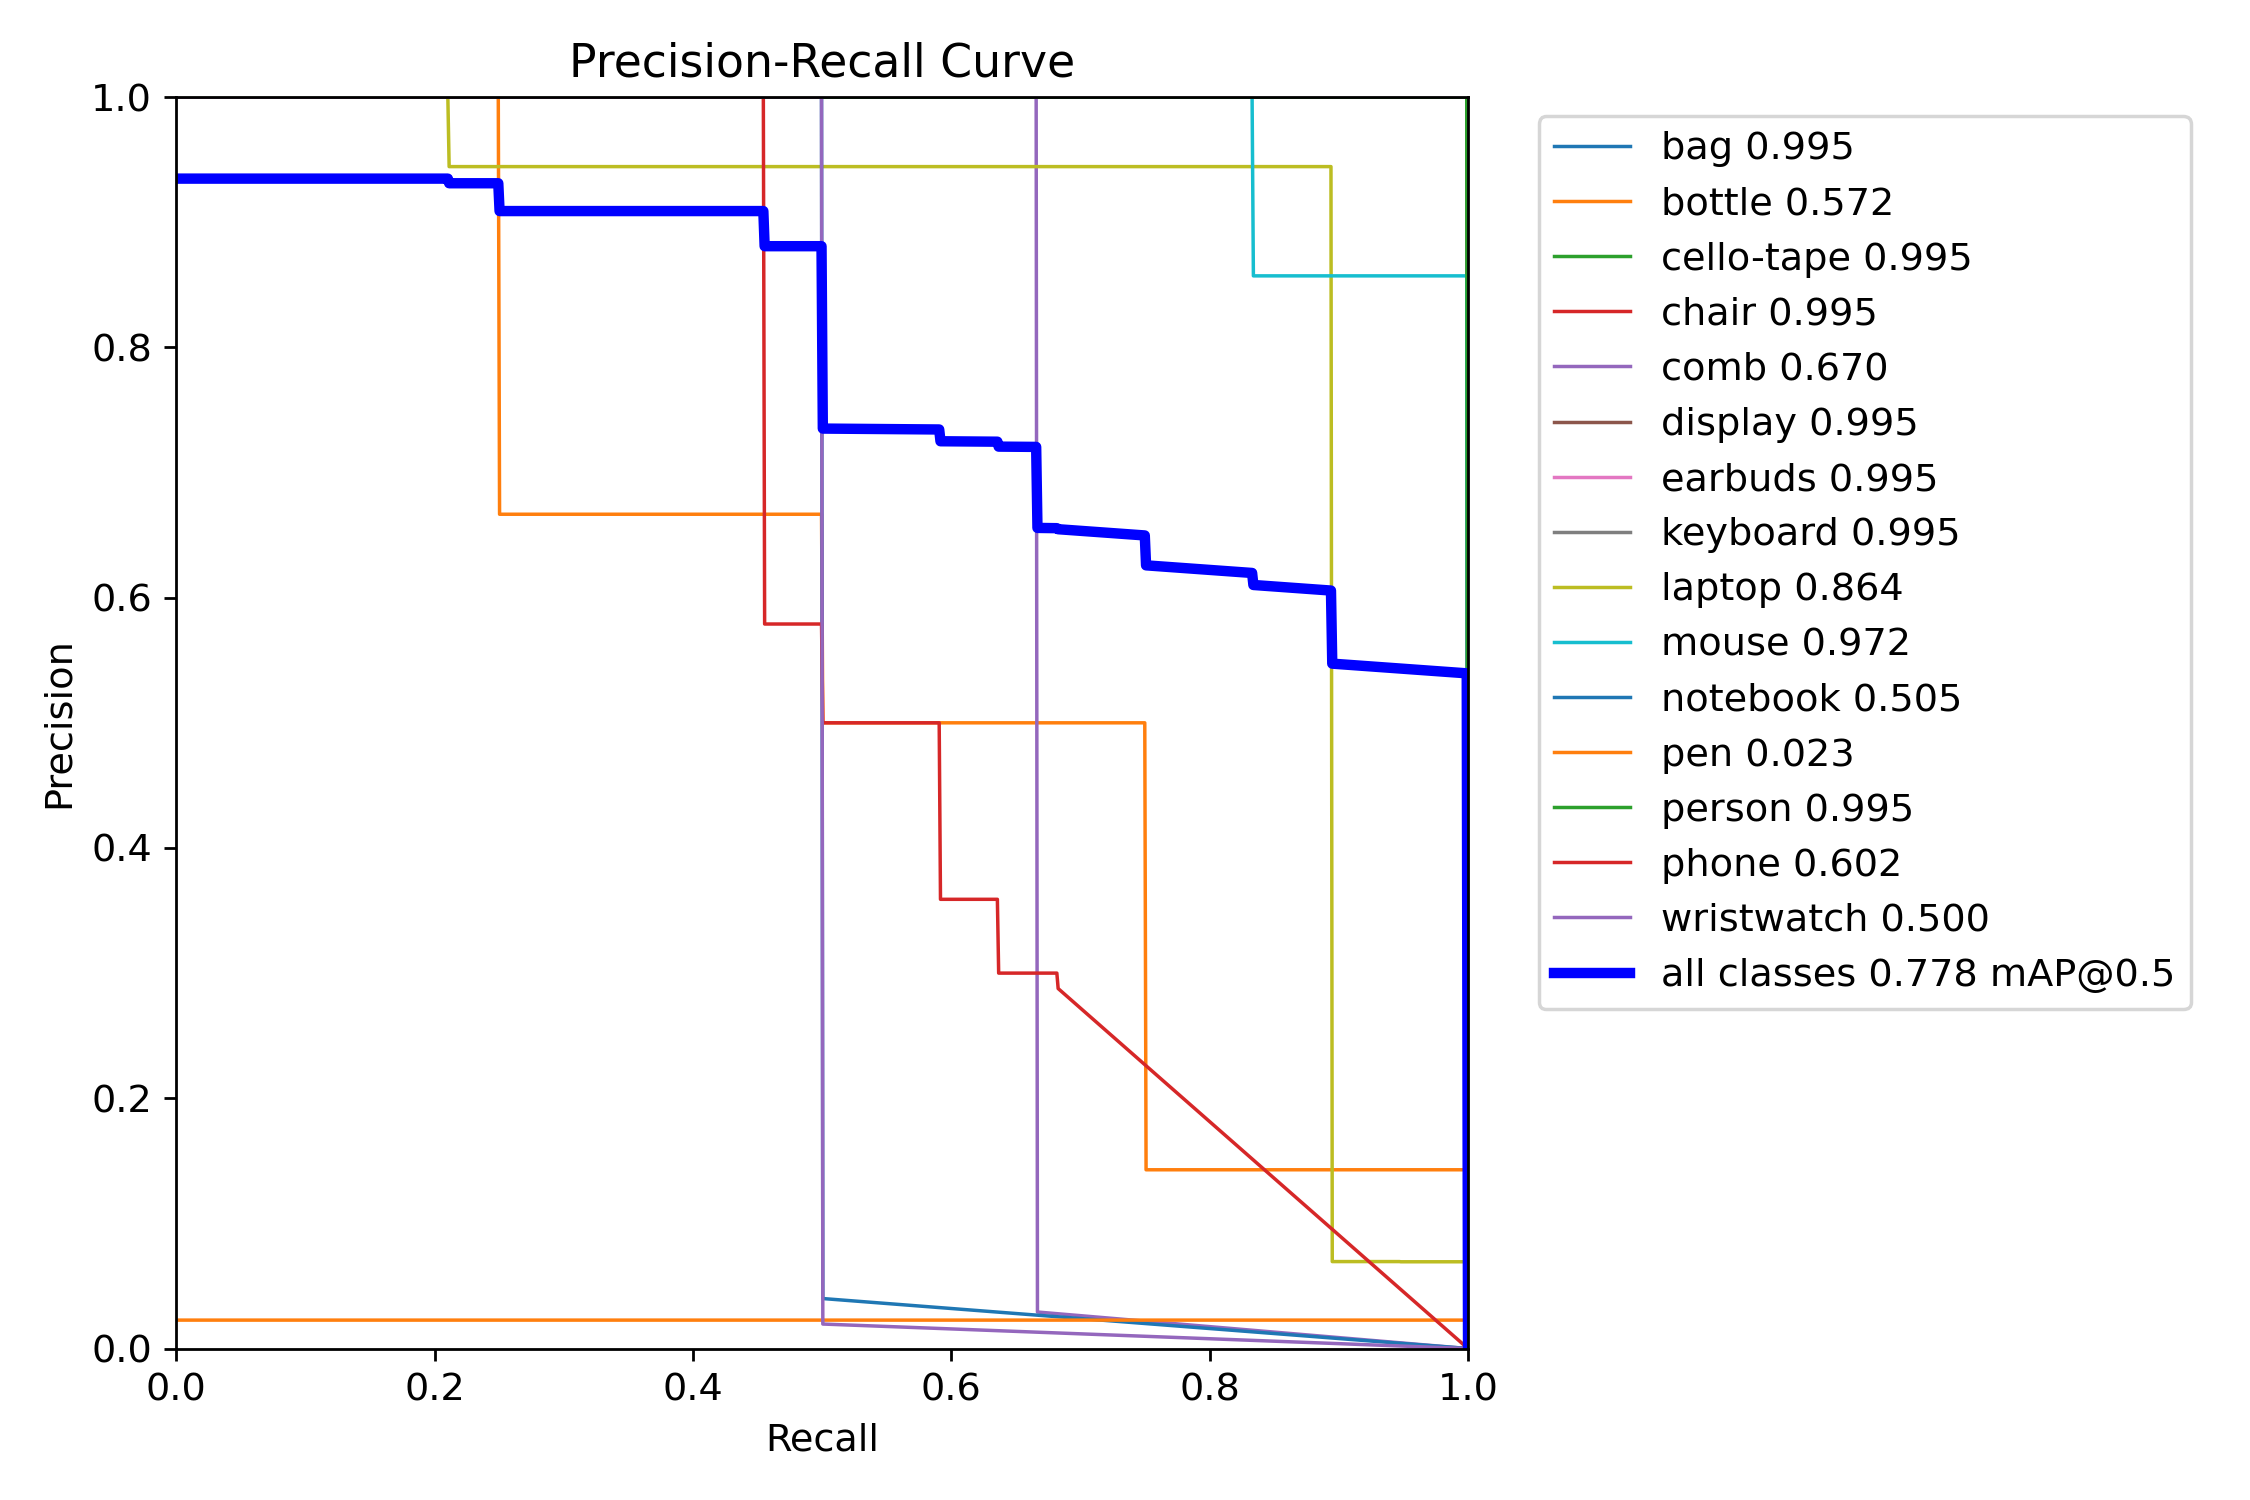 Precision-Recall Curve
1.0
0.8
0.6
0.4
0.2
0.0
Precision
0.0 0.2 0.4 0.6 0.8 1.0
Recall
bag 0.995
bottle 0.572
cello-tape 0.995
chair 0.995
comb 0.670
display 0.995
earbuds 0.995
keyboard 0.995
laptop 0.864
mouse 0.972
notebook 0.505
pen 0.023
person 0.995
phone 0.602
wristwatch 0.500
all classes 0.778 mAP@0.5